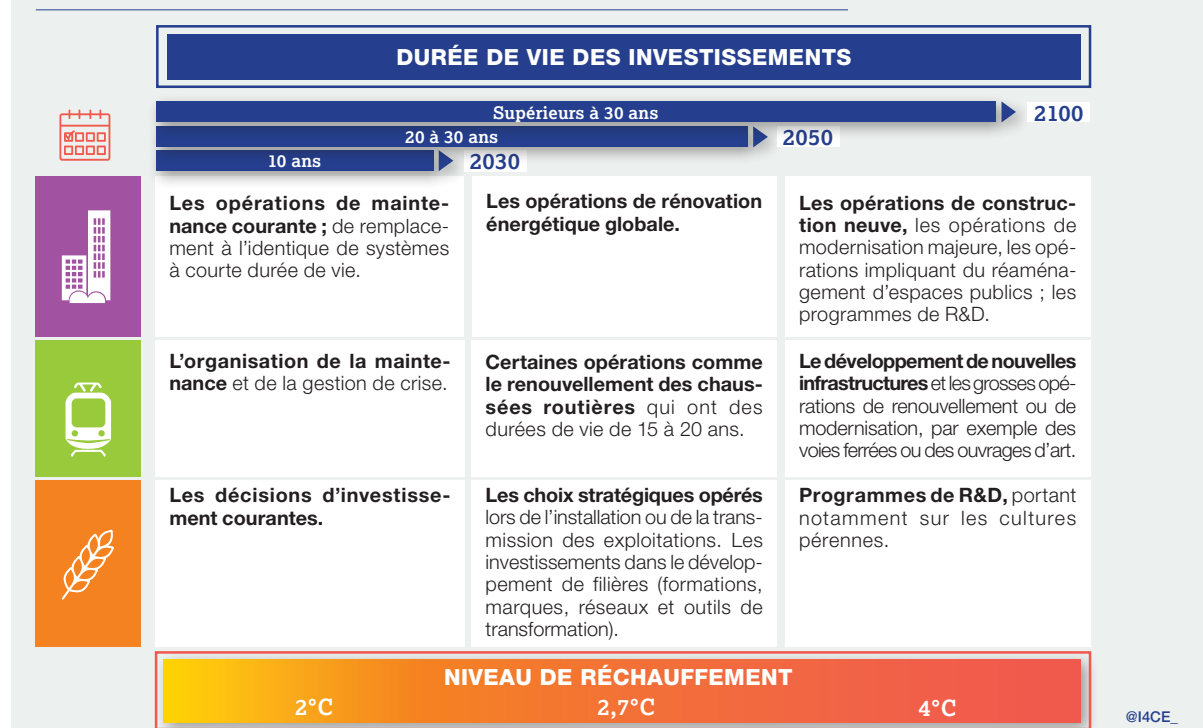 DURÉE DE VIE DES INVESTISSEMENTS
Supérieurs à 30 ans
2100
20 à 30 ans
2050
10 ans
2030
Les opérations de mainte-
nance courante ; de remplace-
ment à l'identique de systèmes
à courte durée de vie.
Les opérations de rénovation
énergétique globale.
Les opérations de construc-
tion neuve, les opérations de
modernisation majeure, les opé-
rations impliquant du réaména-
gement d'espaces publics ; les
programmes de R&D.
L'organisation de la mainte-
nance et de la gestion de crise.
Certaines opérations comme
le renouvellement des chaus-
sées routières qui ont des
durées de vie de 15 à 20 ans.
Le développement de nouvelles
infrastructures et les grosses opé-
rations de renouvellement ou de
modernisation, par exemple des
voies ferrées ou des ouvrages d'art.
Les décisions d'investisse-
ment courantes.
Les choix stratégiques opérés
lors de l'installation ou de la trans-
mission des exploitations. Les
investissements dans le dévelop-
pement de filières (formations,
marques, réseaux et outils de
transformation).
Programmes de R&D, portant
notamment sur les cultures
pérennes.
NIVEAU DE RÉCHAUFFEMENT
2°C
2,7°C
4°C
@I4CE_